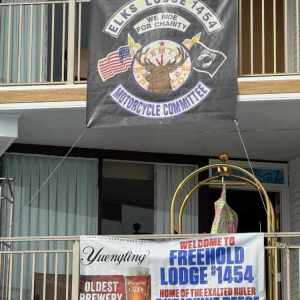 ELKS LODGE 1454
WE RIDE
FOR CHARITY
MOTORCYCLE COMMITTEE
Yuengling
OLDEST
BREWERY
WELCOME TO
FREEHOLD
LODGE #1454
HOME OF THE EXALTED RULER